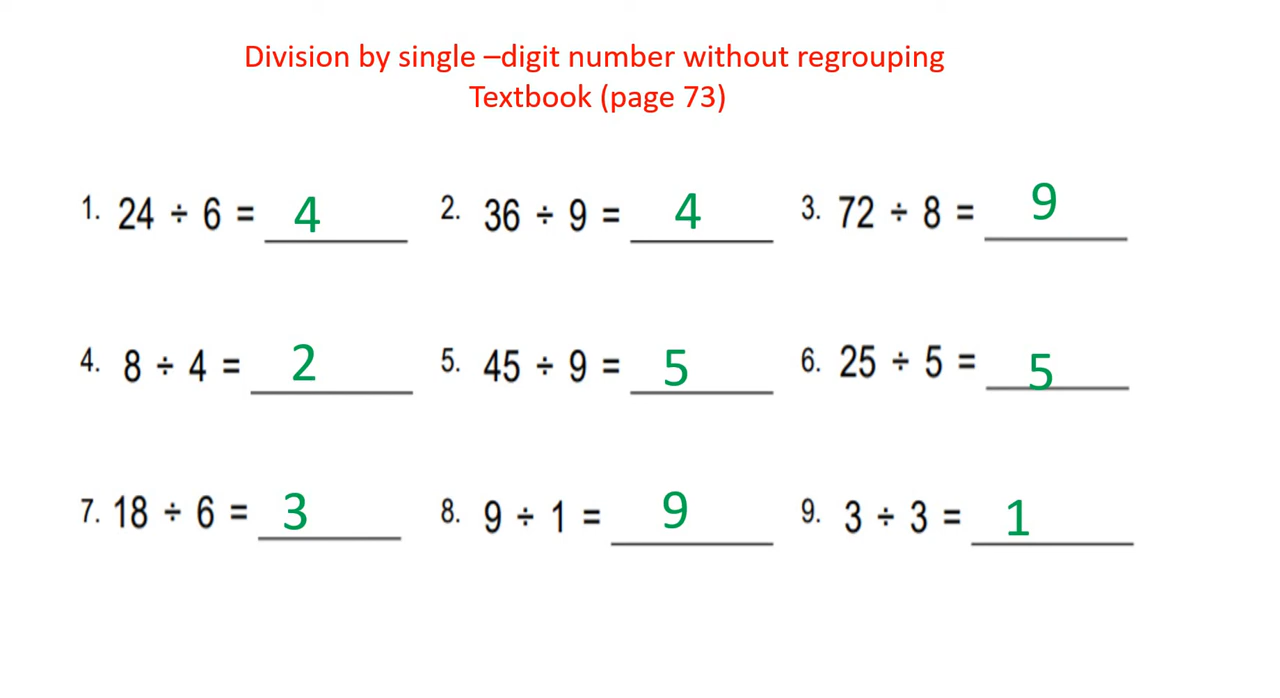 Division by single –digit number without regrouping
Textbook (page 73)
1. 24 ÷ 6 = 4 2. 36 ÷ 9 = 4 3. 72 ÷ 8 = 9
4. 8 ÷ 4 = 2 5. 45 ÷ 9 = 5 6. 25 ÷ 5 = 5
7. 18 ÷ 6 = 3 8. 9 ÷ 1 = 9 9. 3 ÷ 3 = 1